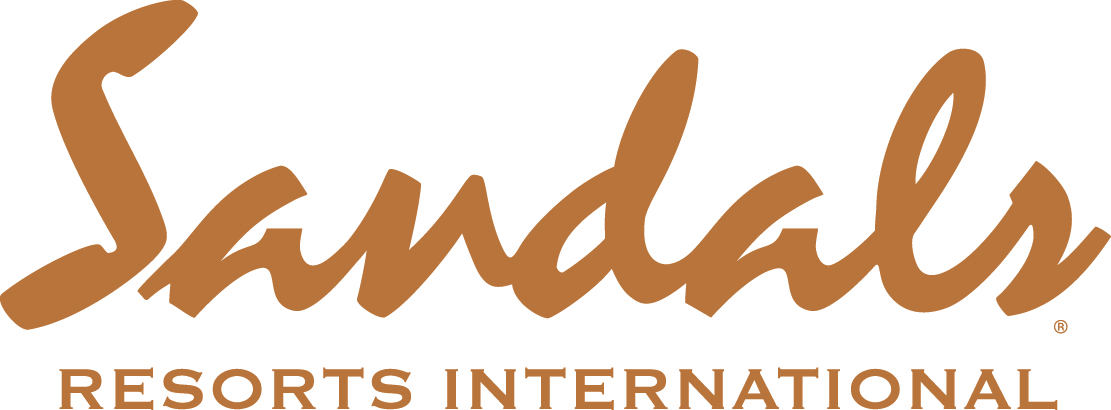 Sandals®
RESORTS INTERNATIONAL